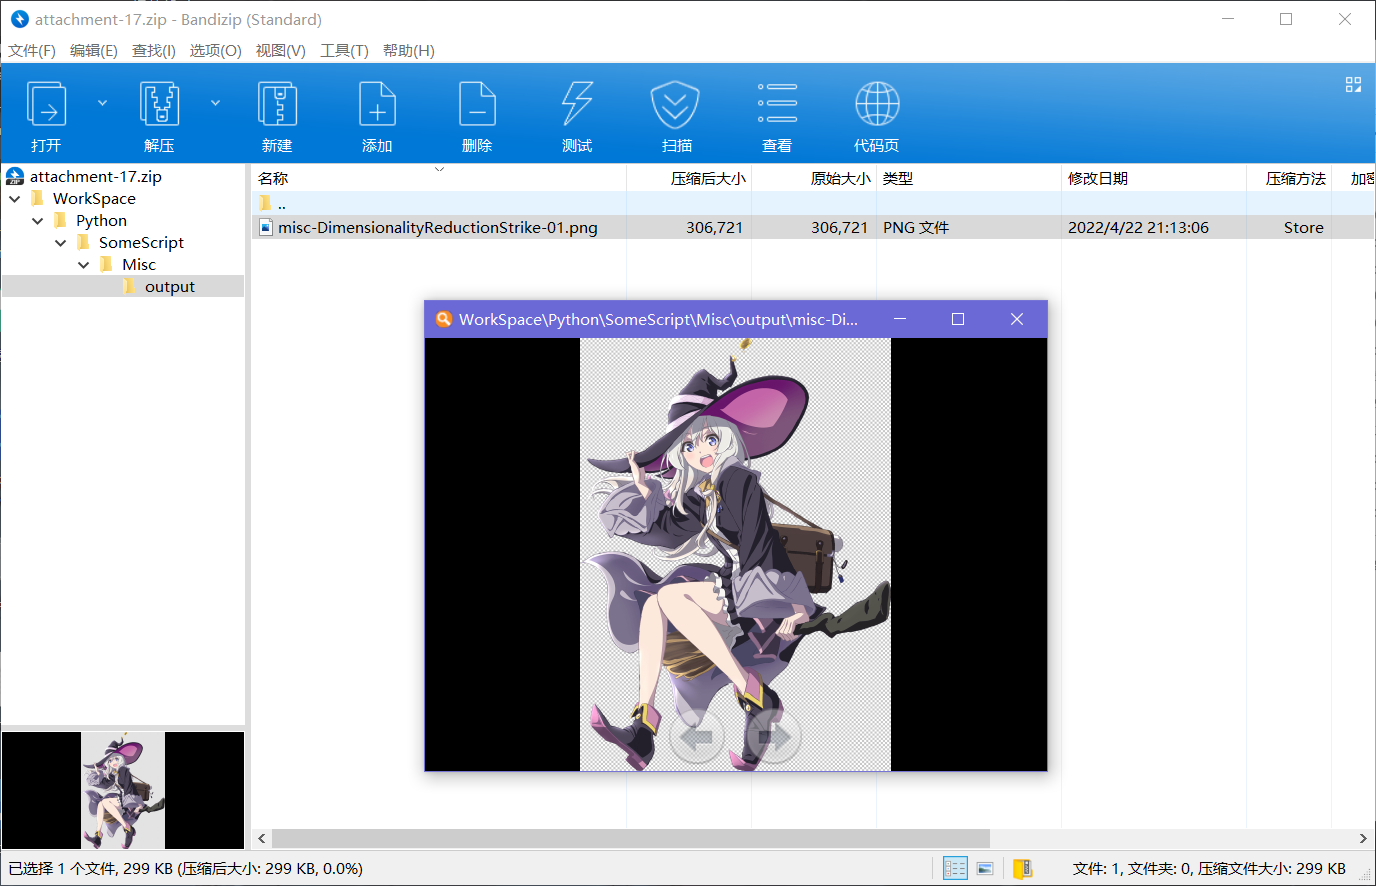 attachment-17.zip - Bandizip (Standard)
文件(F) 编辑(E) 查找(I) 选项(O) 视图(V) 工具(T) 帮助(H)
打开 解压 新建 添加 删除 测试 扫描 查看 代码页
attachment-17.zip
WorkSpace
Python
SomeScript
Misc
output
名称 压缩后大小 原始大小 类型 修改日期 压缩方法 加密
..
misc-DimensionalityReductionStrike-01.png 306,721 306,721 PNG 文件 2022/4/22 21:13:06 Store
WorkSpace\Python\SomeScript\Misc\output\misc-Di...
已选择 1 个文件, 299 KB (压缩后大小: 299 KB, 0.0%)
文件: 1, 文件夹: 0, 压缩文件大小: 299 KB